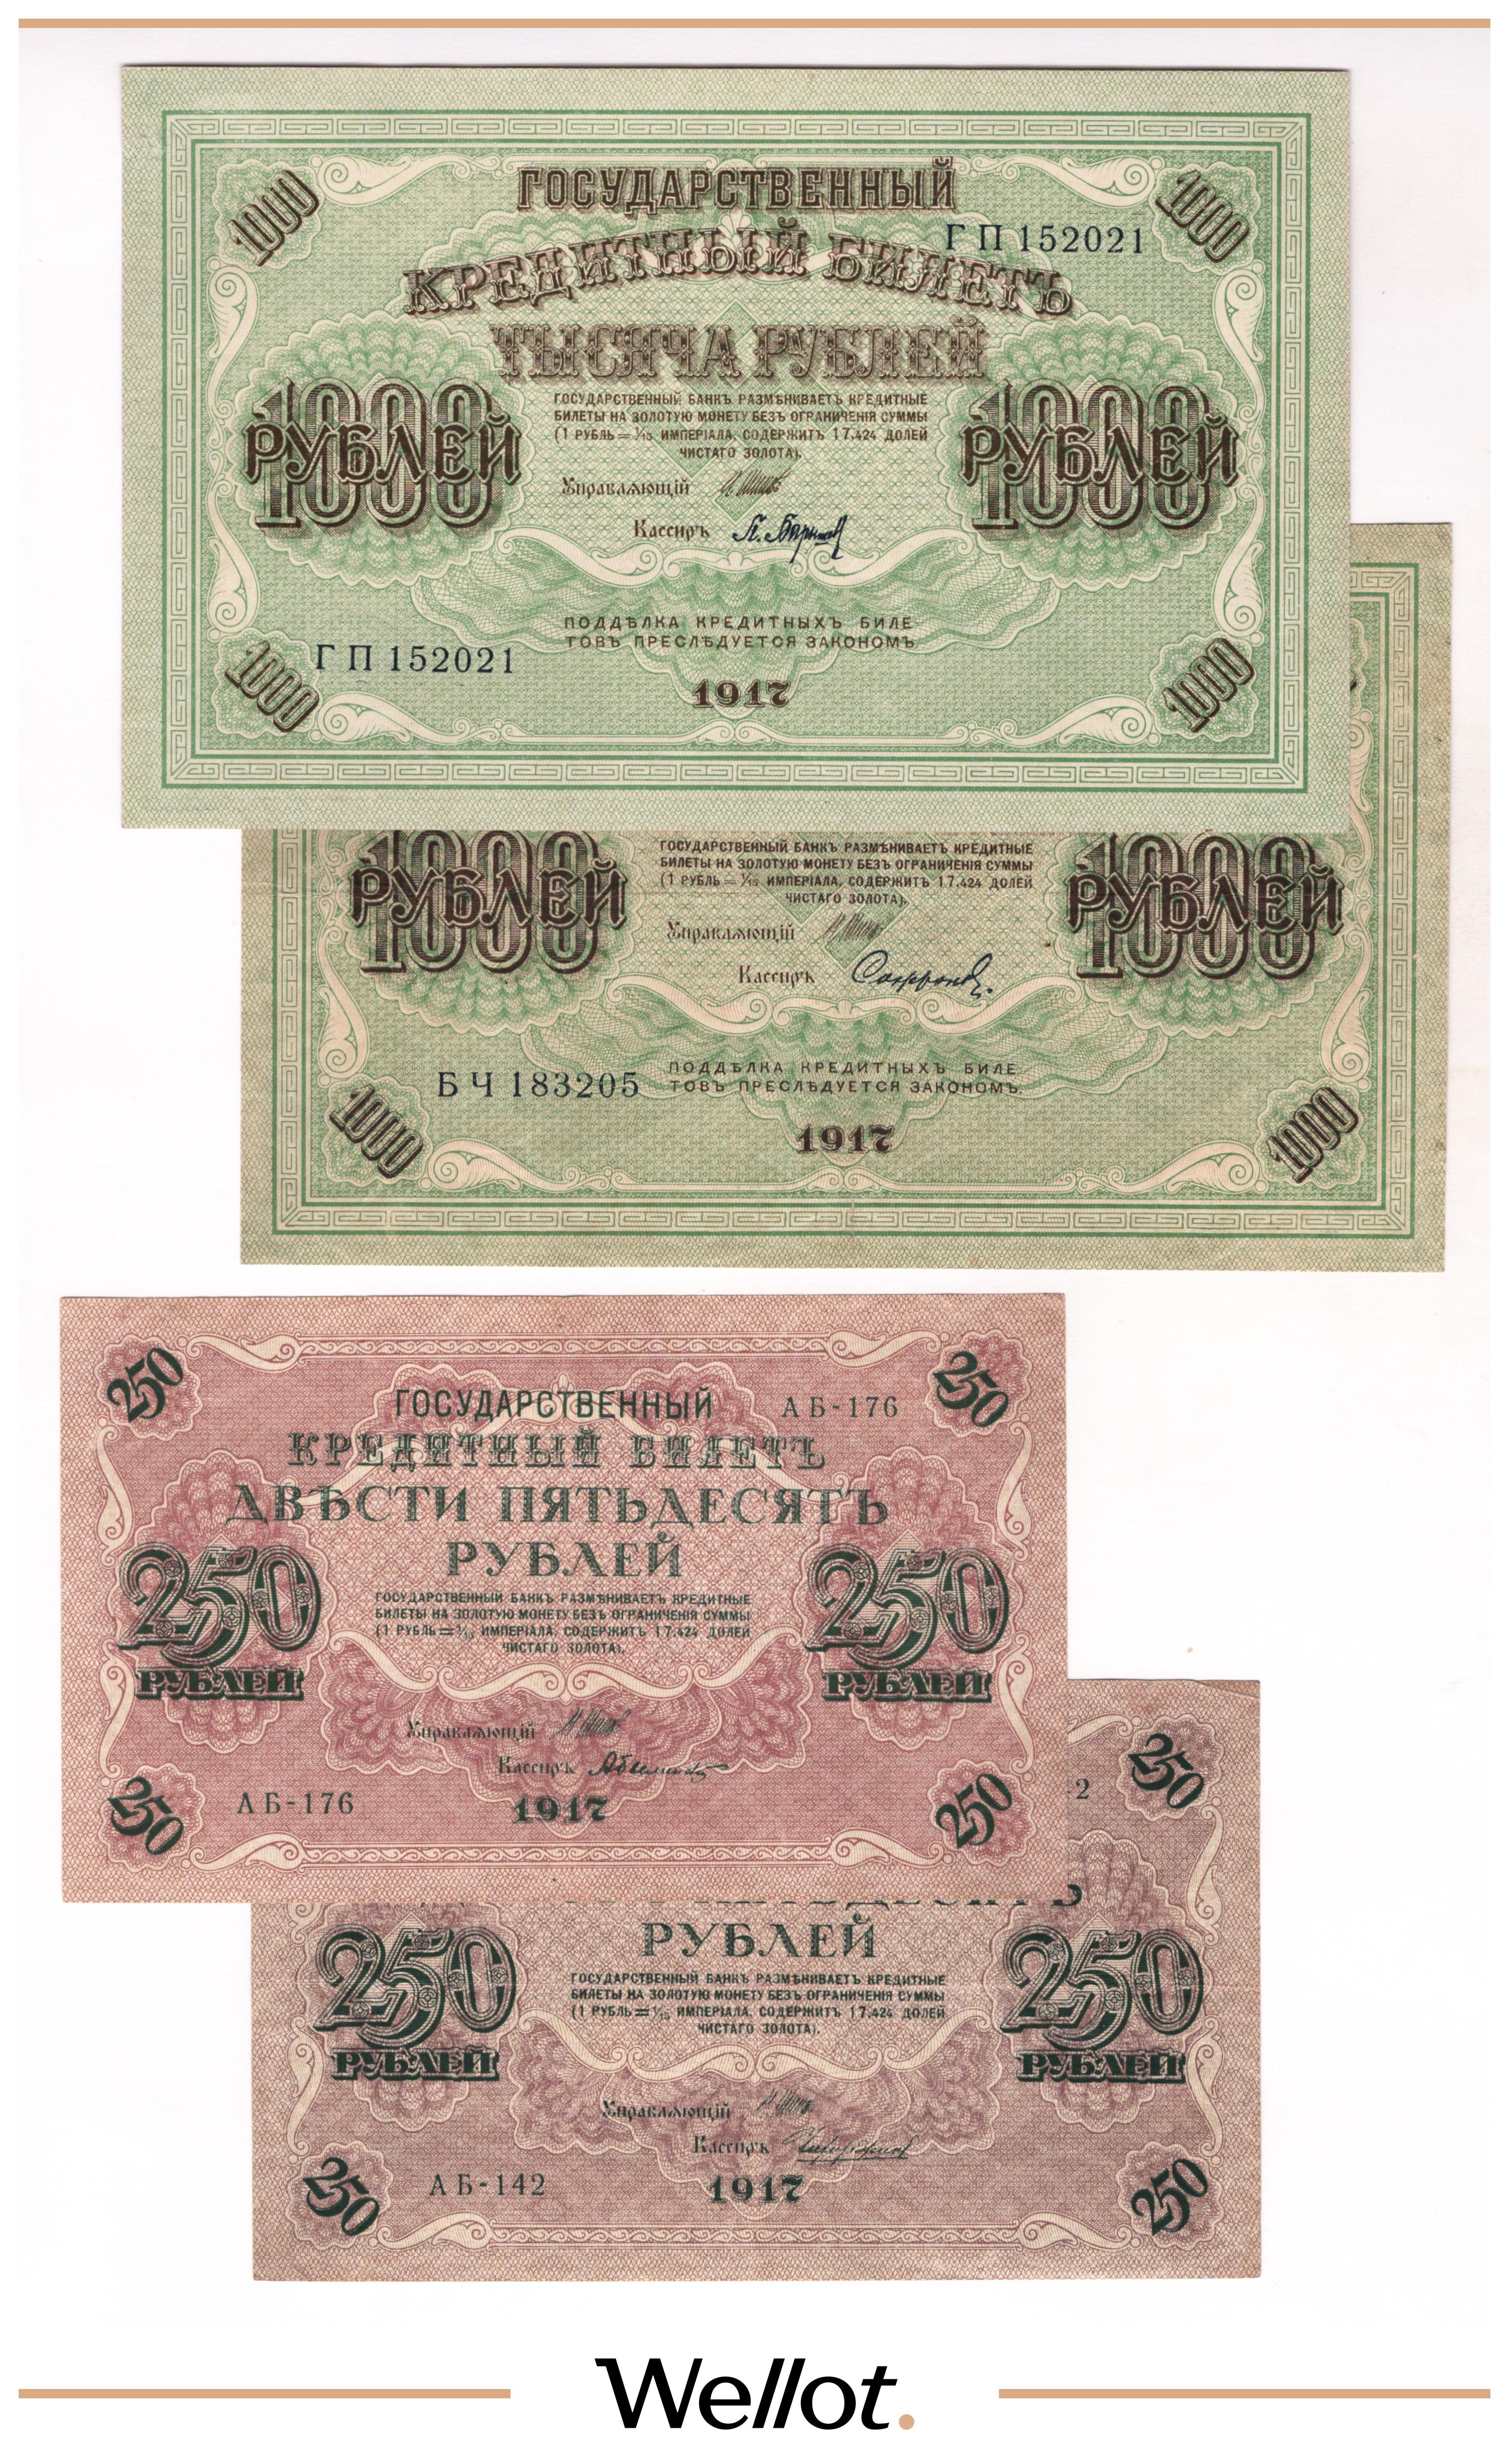 1000
ГОСУДАРСТВЕННЫЙ
1000
ГП 152021
КРЕДИТНЫЙ БИЛЕТЪ
ТЫСЯЧА РУБЛЕЙ
1000
РУБЛЕЙ
1000
РУБЛЕЙ
ГОСУДАРСТВЕННЫЙ БАНКЪ РАЗМѢНИВАЕТЪ КРЕДИТНЫЕ
БИЛЕТЫ НА ЗОЛОТУЮ МОНЕТУ БЕЗЪ ОГРАНИЧЕНІЯ СУММЫ
(1 РУБЛЬ = 1/15 ИМПЕРІАЛА, СОДЕРЖИТЪ 17,424 ДОЛЕЙ
ЧИСТАГО ЗОЛОТА).
Управляющій
Кассиръ
ПОДДѢЛКА КРЕДИТНЫХЪ БИЛЕ-
ТОВЪ ПРЕСЛѢДУЕТСЯ ЗАКОНОМЪ.
1000
ГП 152021
1917
1000
1000
РУБЛЕЙ
1000
РУБЛЕЙ
ГОСУДАРСТВЕННЫЙ БАНКЪ РАЗМѢНИВАЕТЪ КРЕДИТНЫЕ
БИЛЕТЫ НА ЗОЛОТУЮ МОНЕТУ БЕЗЪ ОГРАНИЧЕНІЯ СУММЫ
(1 РУБЛЬ = 1/15 ИМПЕРІАЛА, СОДЕРЖИТЪ 17,424 ДОЛЕЙ
ЧИСТАГО ЗОЛОТА).
Управляющій
Кассиръ Сафронов
БЧ 183205
ПОДДѢЛКА КРЕДИТНЫХЪ БИЛЕ-
ТОВЪ ПРЕСЛѢДУЕТСЯ ЗАКОНОМЪ.
1000
1917
1000
250
250
ГОСУДАРСТВЕННЫЙ
АБ-176
КРЕДИТНЫЙ БИЛЕТЪ
ДВѢСТИ ПЯТЬДЕСЯТЪ
РУБЛЕЙ
250
РУБЛЕЙ
250
РУБЛЕЙ
ГОСУДАРСТВЕННЫЙ БАНКЪ РАЗМѢНИВАЕТЪ КРЕДИТНЫЕ
БИЛЕТЫ НА ЗОЛОТУЮ МОНЕТУ БЕЗЪ ОГРАНИЧЕНІЯ СУММЫ
(1 РУБЛЬ = 1/15 ИМПЕРІАЛА, СОДЕРЖИТЪ 17,424 ДОЛЕЙ
ЧИСТАГО ЗОЛОТА).
Управляющій
Кассиръ
250
АБ-176
1917
250
250
2
РУБЛЕЙ
250
РУБЛЕЙ
250
РУБЛЕЙ
ГОСУДАРСТВЕННЫЙ БАНКЪ РАЗМѢНИВАЕТЪ КРЕДИТНЫЕ
БИЛЕТЫ НА ЗОЛОТУЮ МОНЕТУ БЕЗЪ ОГРАНИЧЕНІЯ СУММЫ
(1 РУБЛЬ = 1/15 ИМПЕРІАЛА, СОДЕРЖИТЪ 17,424 ДОЛЕЙ
ЧИСТАГО ЗОЛОТА).
Управляющій
Кассиръ
250
АБ-142
1917
250
Wellot.